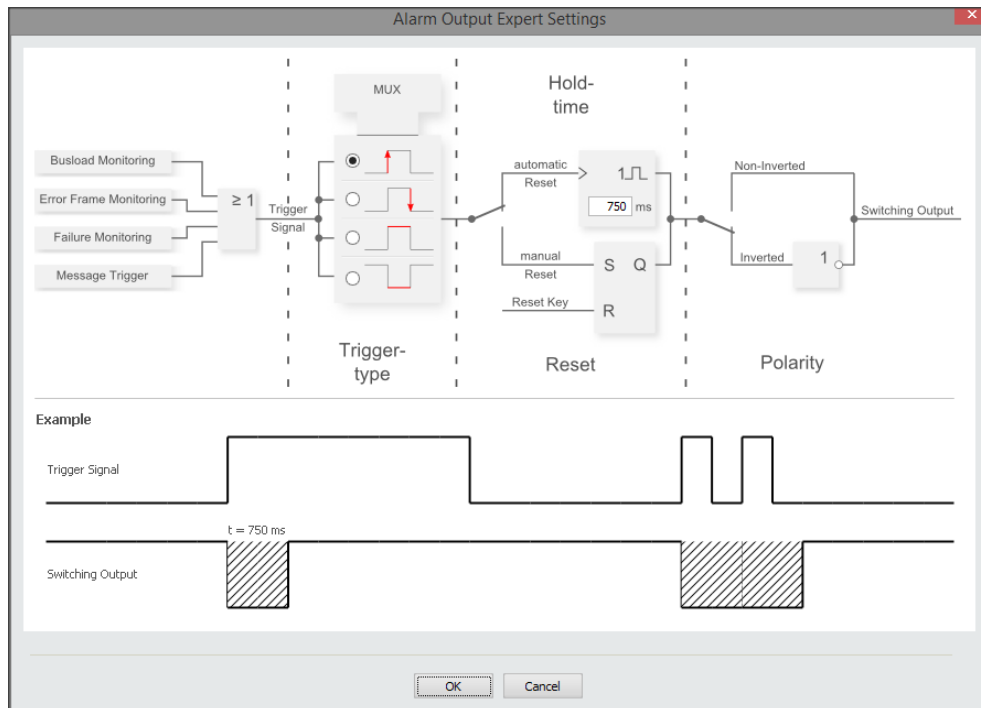 Alarm Output Expert Settings
MUX
Hold-
time
Busload Monitoring
Error Frame Monitoring
Failure Monitoring
Message Trigger
≥ 1
Trigger
Signal
automatic
Reset
1
750 ms
manual
Reset
Reset Key
S Q
R
Non-Inverted
Inverted
1
Switching Output
Trigger-
type
Reset
Polarity
Example
Trigger Signal
t = 750 ms
Switching Output
OK
Cancel